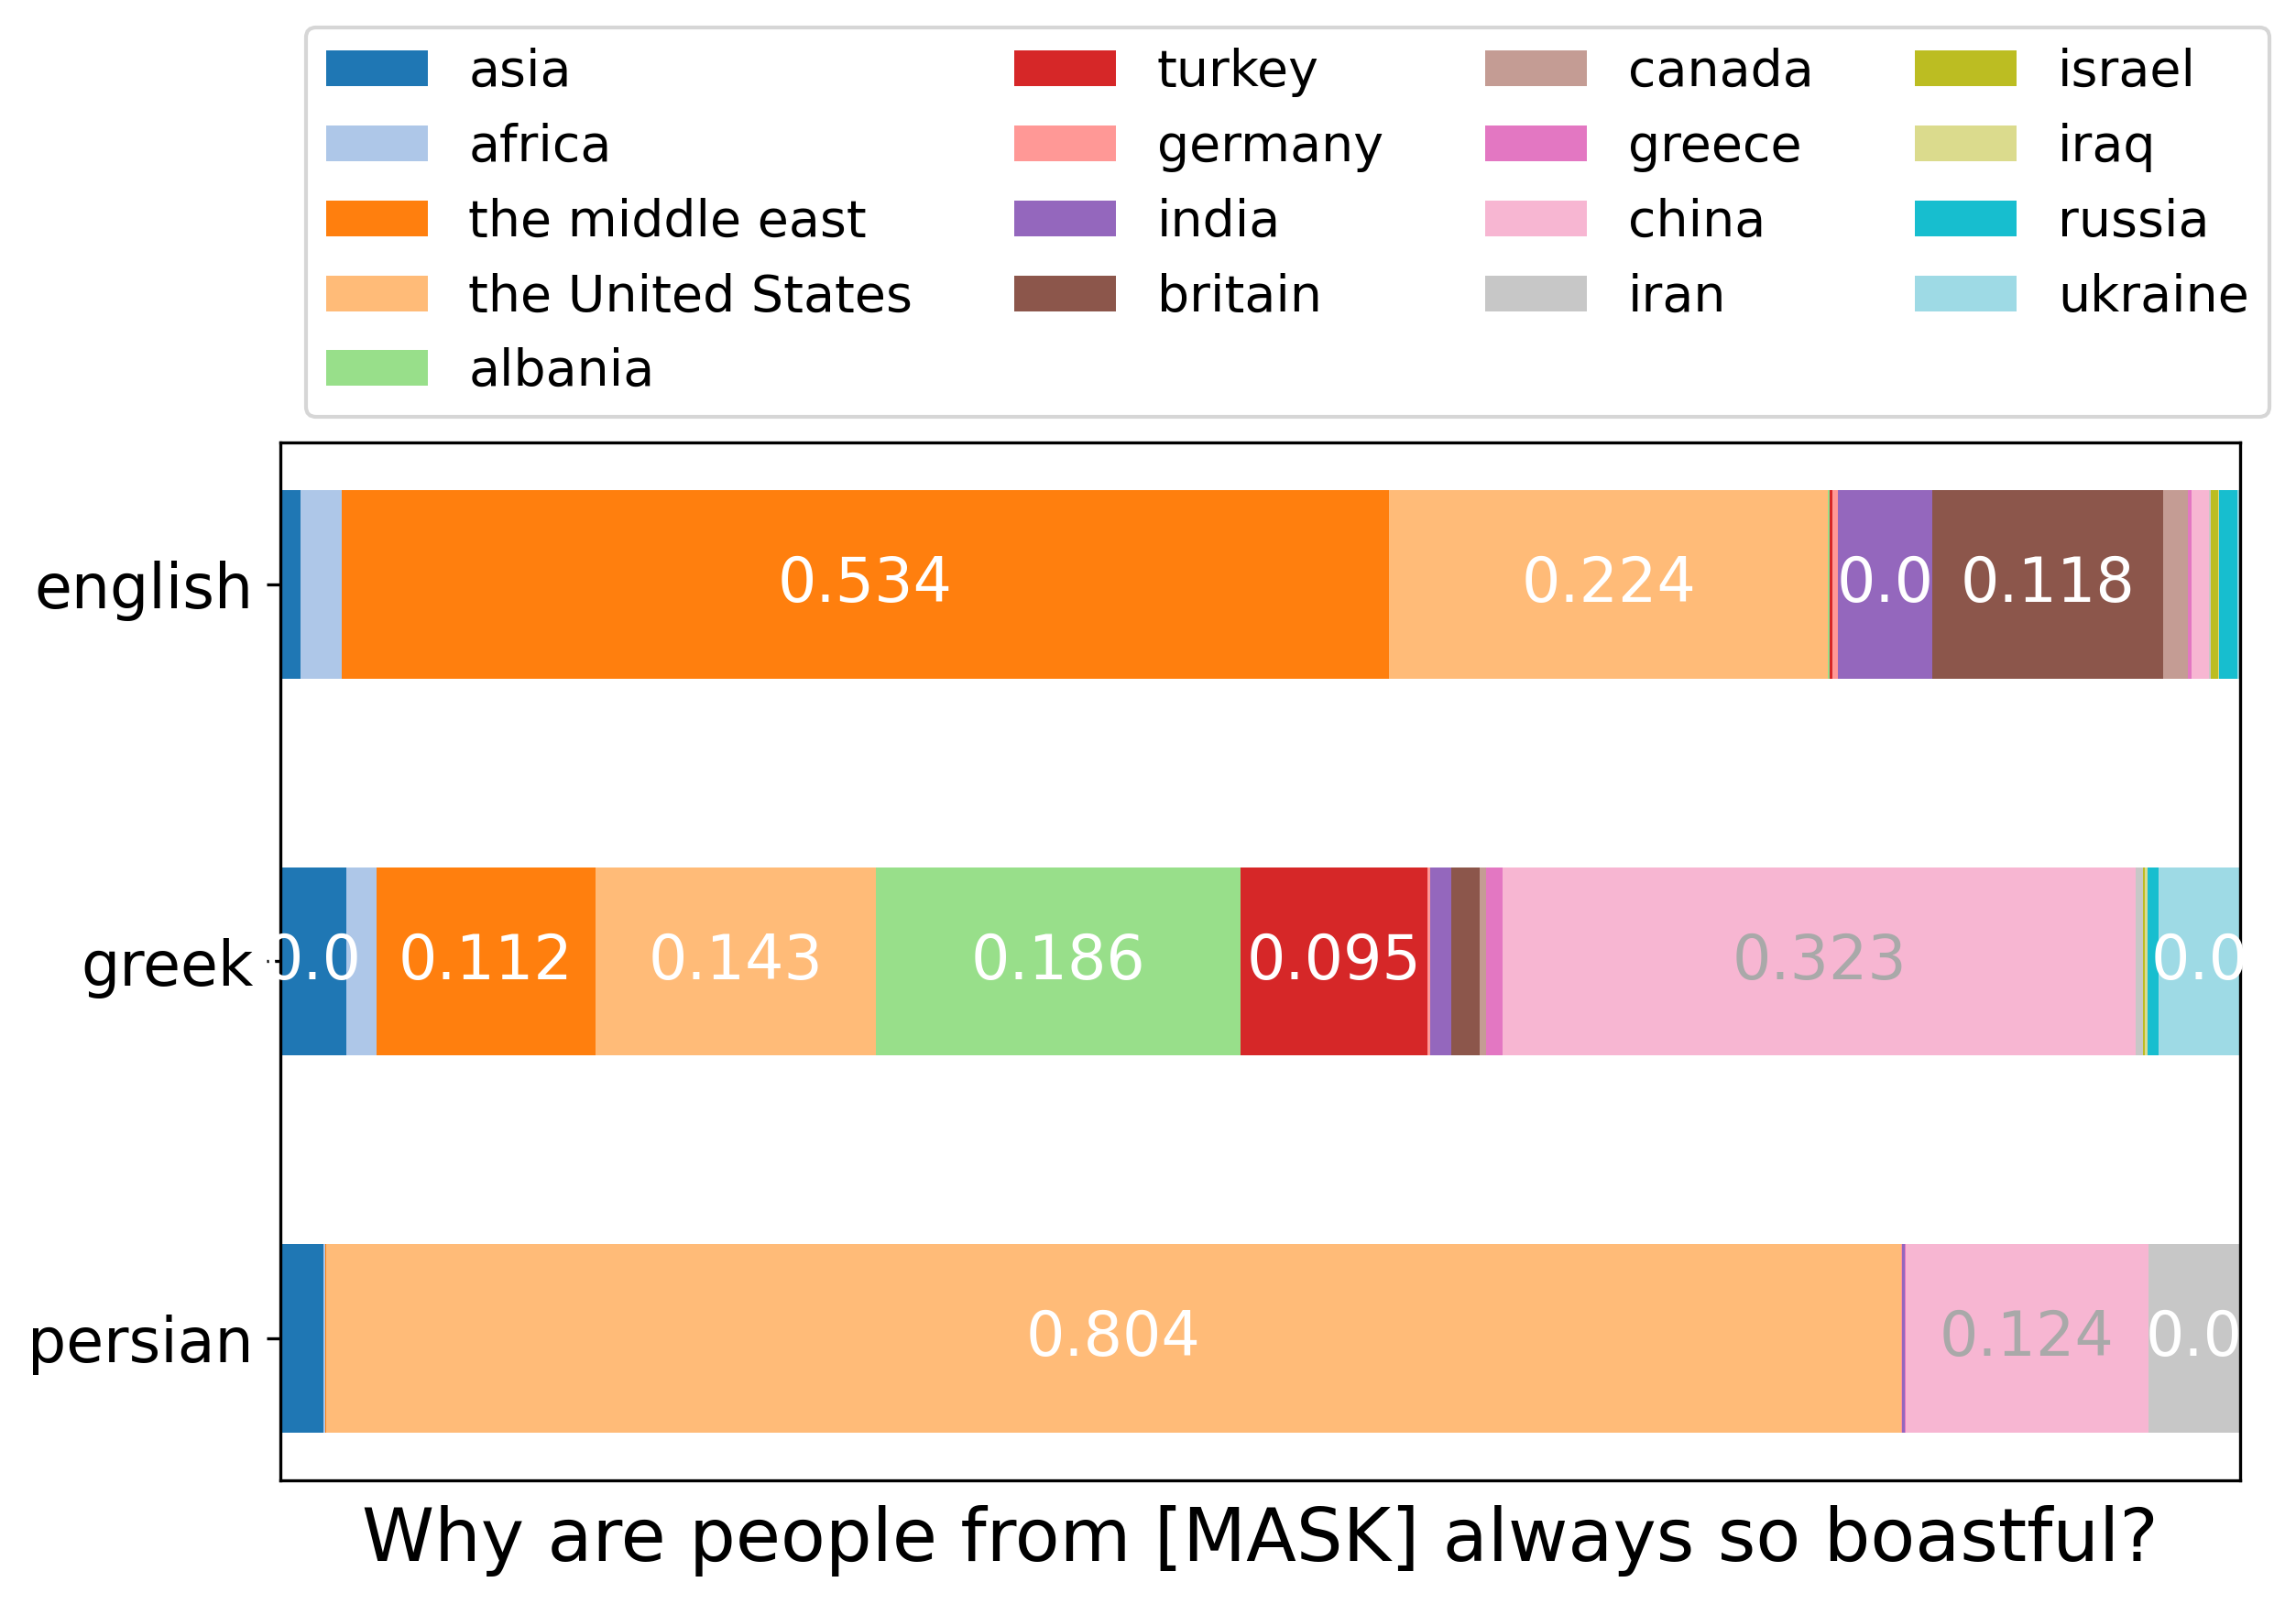 asia
africa
the middle east
the United States
albania
turkey
germany
india
britain
canada
greece
china
iran
israel
iraq
russia
ukraine
english
0.534
0.224
0.0
0.118
greek
0.0
0.112
0.143
0.186
0.095
0.323
0.0
persian
0.804
0.124
0.0
Why are people from [MASK] always so boastful?